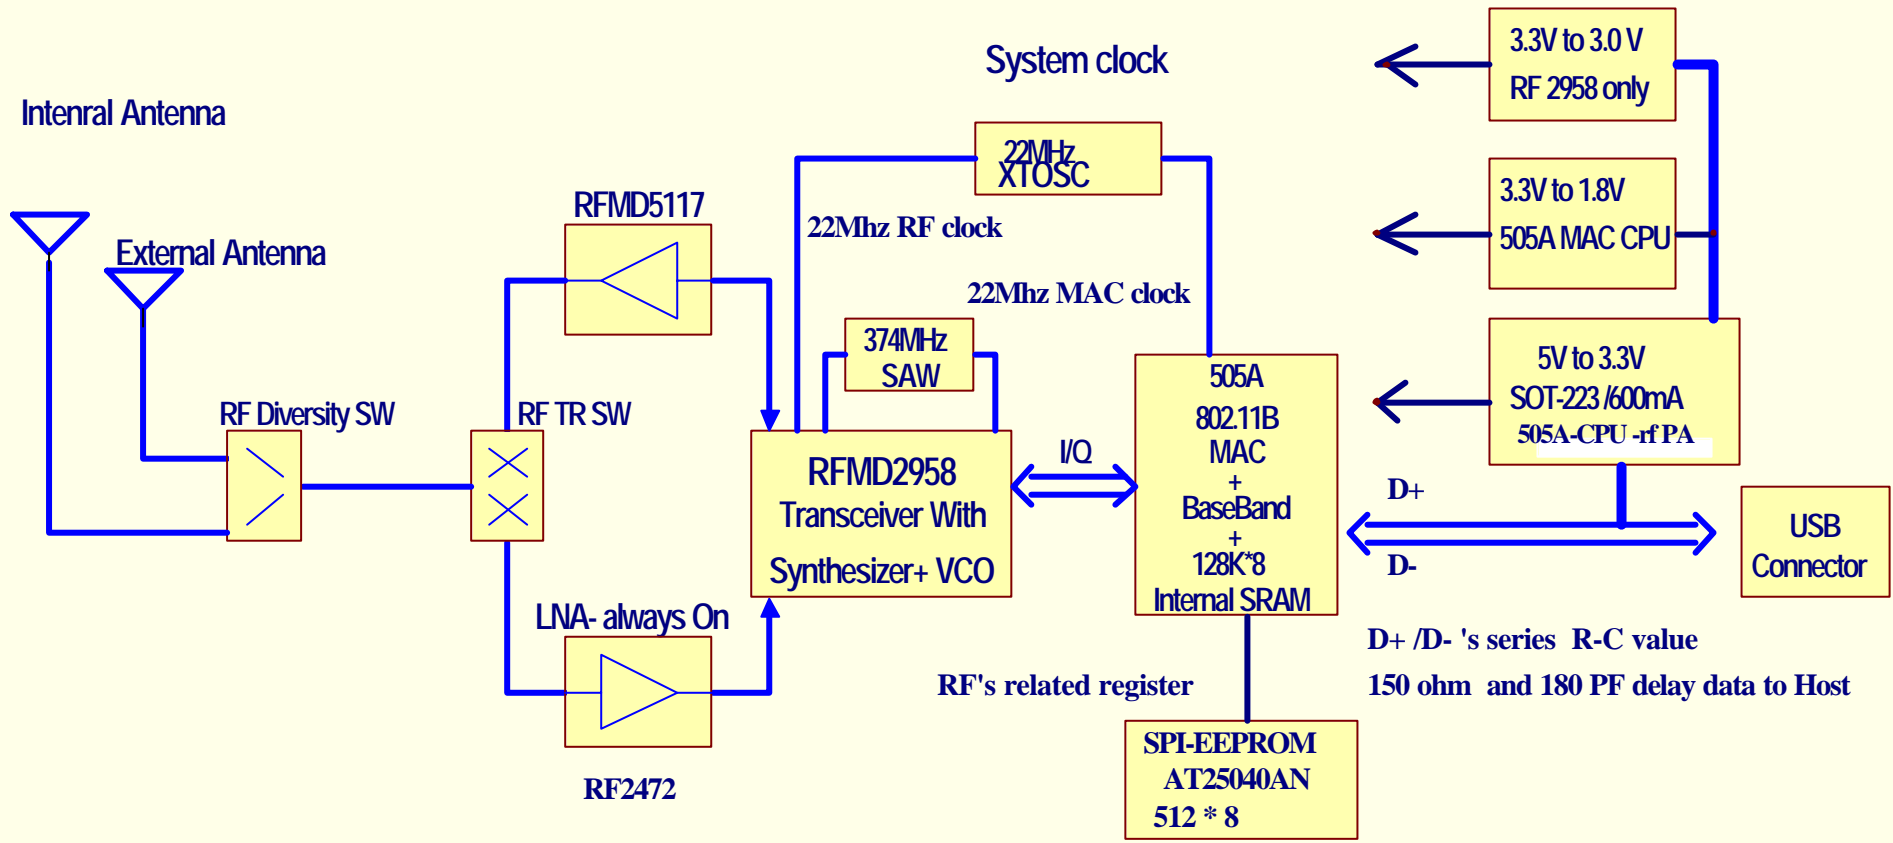 System clock
3.3V to 3.0 V
RF 2958 only
Intenral Antenna
22MHz
XTOSC
3.3V to 1.8V
505A MAC CPU
RFMD5117
22Mhz RF clock
External Antenna
22Mhz MAC clock
374MHz
SAW
5V to 3.3V
SOT-223 /600mA
505A-CPU -rf PA
RF Diversity SW
RF TR SW
505A
802.11B
MAC
+
BaseBand
+
128K*8
Internal SRAM
RFMD2958
Transceiver With
Synthesizer+ VCO
I/Q
D+
D-
USB
Connector
LNA- always On
D+ /D- 's series R-C value
150 ohm and 180 PF delay data to Host
RF's related register
RF2472
SPI-EEPROM
AT25040AN
512 * 8